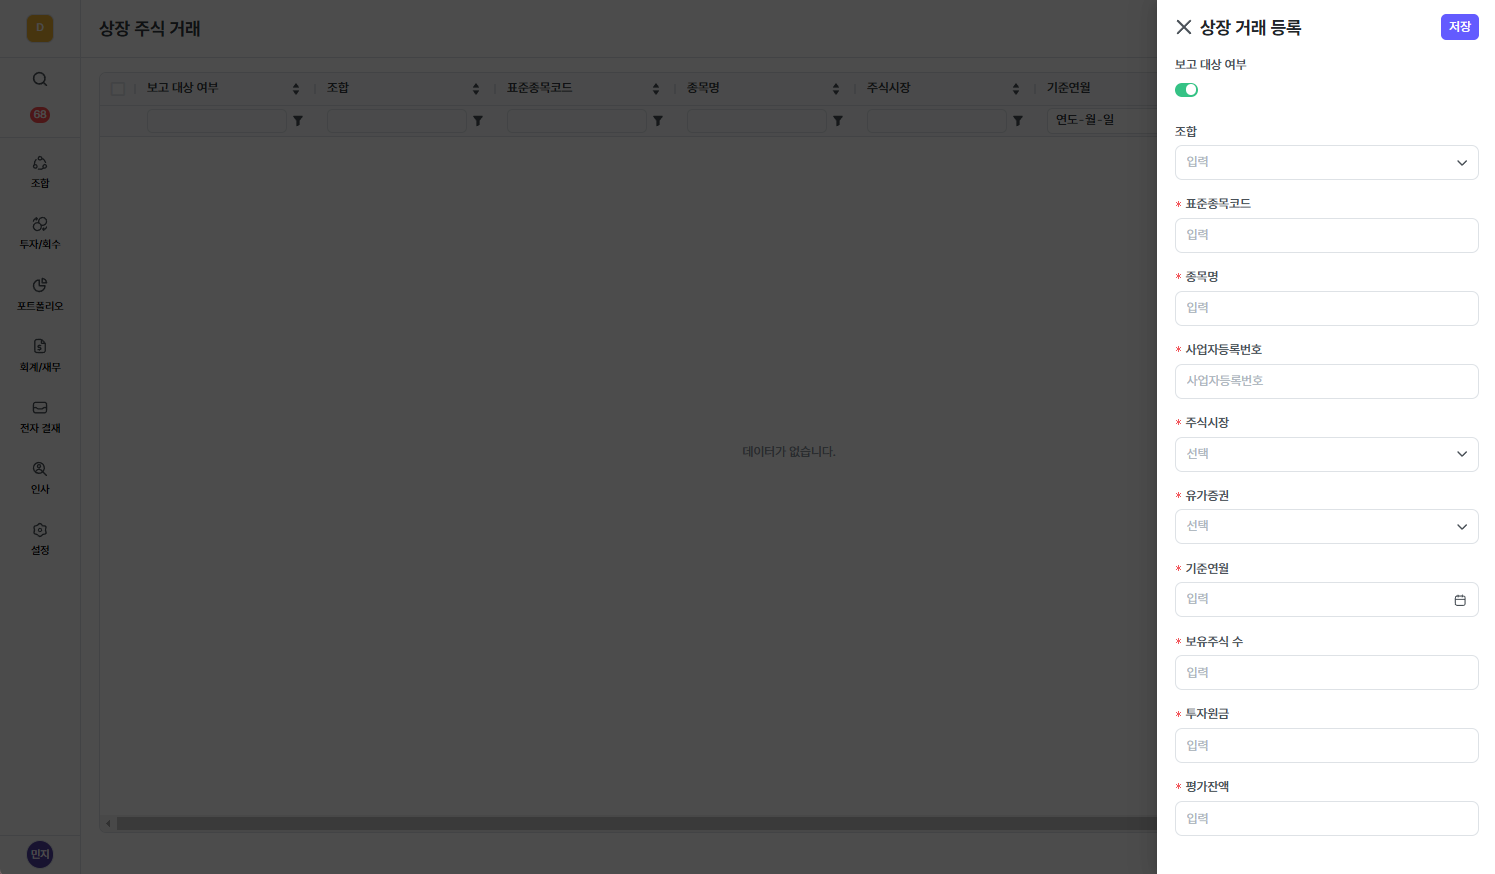 D
상장 주식 거래
68
조합
투자/회수
포트폴리오
회계/재무
전자 결재
인사
설정
민지
보고 대상 여부
조합
표준종목코드
종목명
주식시장
기준연월
연도-월-일
데이터가 없습니다.
상장 거래 등록
저장
보고 대상 여부
조합
입력
* 표준종목코드
입력
* 종목명
입력
* 사업자등록번호
사업자등록번호
* 주식시장
선택
* 유가증권
선택
* 기준연월
입력
* 보유주식 수
입력
* 투자원금
입력
* 평가잔액
입력